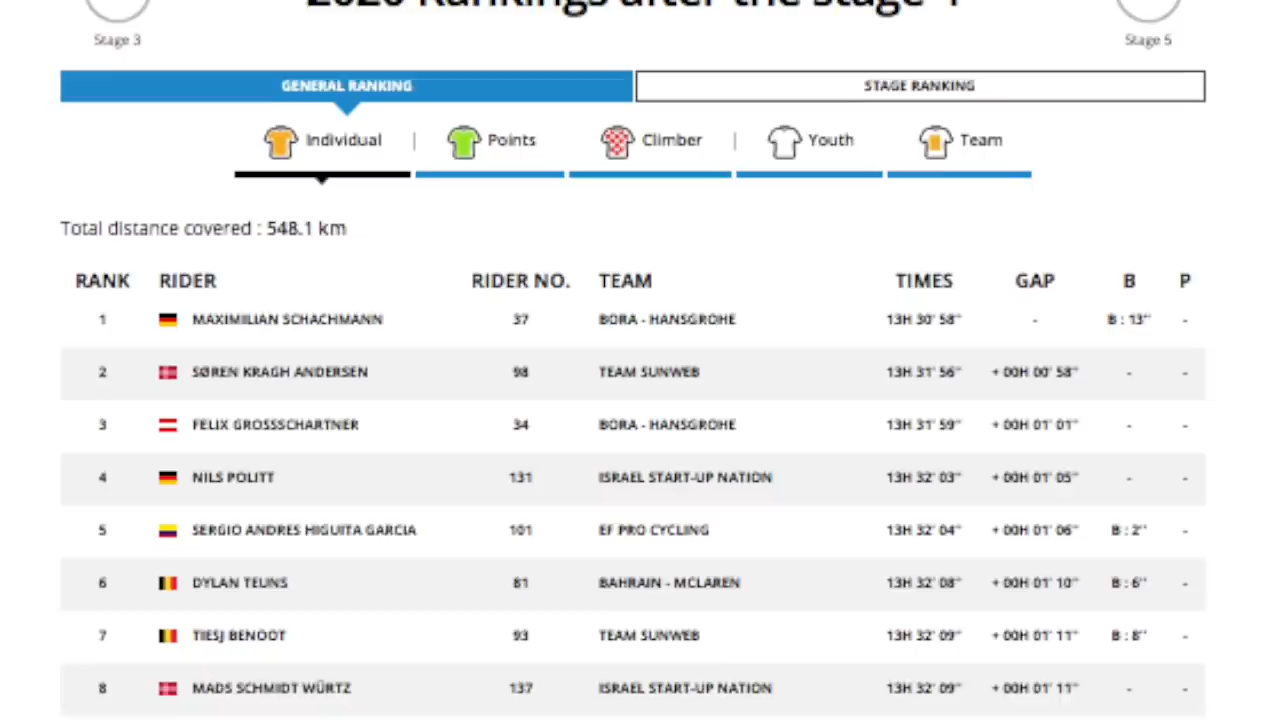 2020 Rankings after the stage 4
Stage 3
Stage 5
GENERAL RANKING
STAGE RANKING
Individual | Points Climber | Youth Team
Total distance covered : 548.1 km
RANK RIDER RIDER NO. TEAM TIMES GAP B P
1 MAXIMILIAN SCHACHMANN 37 BORA - HANSGROHE 13H 30' 58'' - B : 13'' -
2 SØREN KRAGH ANDERSEN 98 TEAM SUNWEB 13H 31' 56'' + 00H 00' 58'' - -
3 FELIX GROSSSCHARTNER 34 BORA - HANSGROHE 13H 31' 59'' + 00H 01' 01'' - -
4 NILS POLITT 131 ISRAEL START-UP NATION 13H 32' 03'' + 00H 01' 05'' - -
5 SERGIO ANDRES HIGUITA GARCIA 101 EF PRO CYCLING 13H 32' 04'' + 00H 01' 06'' B : 2'' -
6 DYLAN TEUNS 81 BAHRAIN - MCLAREN 13H 32' 08'' + 00H 01' 10'' B : 6'' -
7 TIESJ BENOOT 93 TEAM SUNWEB 13H 32' 09'' + 00H 01' 11'' B : 8'' -
8 MADS SCHMIDT WÜRTZ 137 ISRAEL START-UP NATION 13H 32' 09'' + 00H 01' 11'' - -